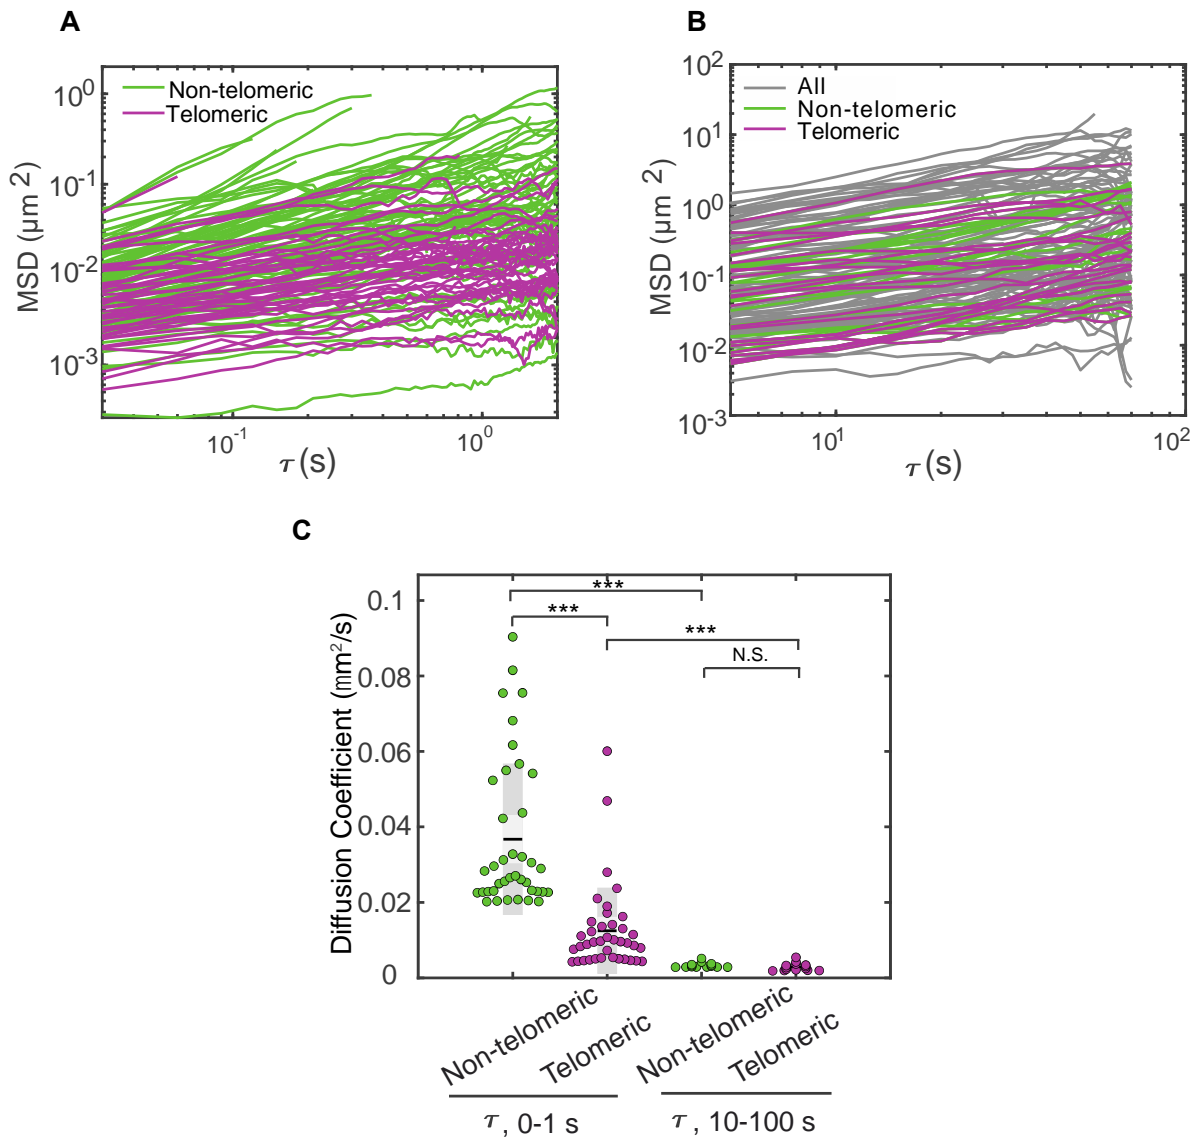 A
Non-telomeric
Telomeric
MSD (μm 2)
10^0
10^-1
10^-2
10^-3
10^-1
10^0
τ (s)
B
All
Non-telomeric
Telomeric
MSD (μm 2)
10^2
10^1
10^0
10^-1
10^-2
10^-3
10^1
10^2
τ (s)
C
Diffusion Coefficient (mm²/s)
0.1
0.08
0.06
0.04
0.02
0
***
***
***
N.S.
Non-telomeric
Telomeric
Non-telomeric
Telomeric
τ, 0-1 s
τ, 10-100 s